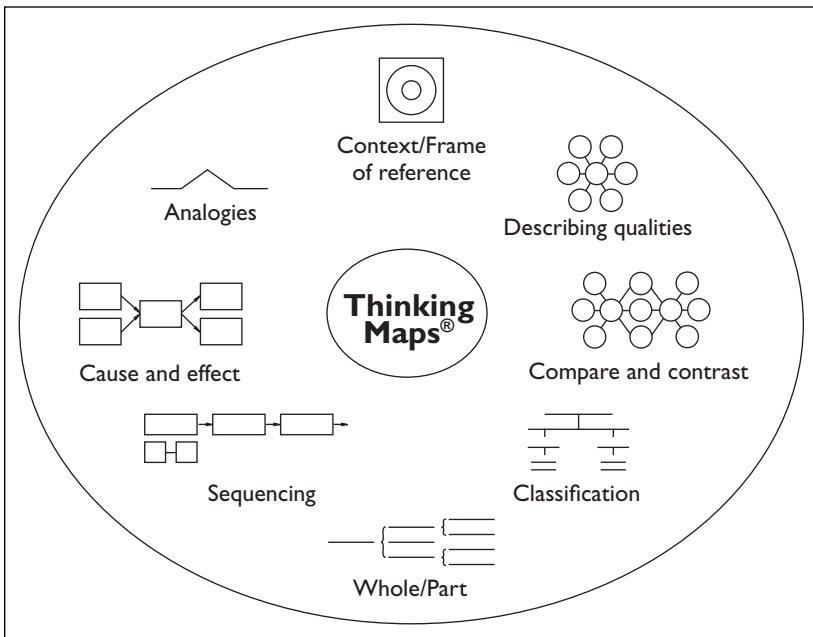 Context/Frame
of reference
Analogies
Describing qualities
Thinking
Maps®
Cause and effect
Compare and contrast
Sequencing
Classification
Whole/Part